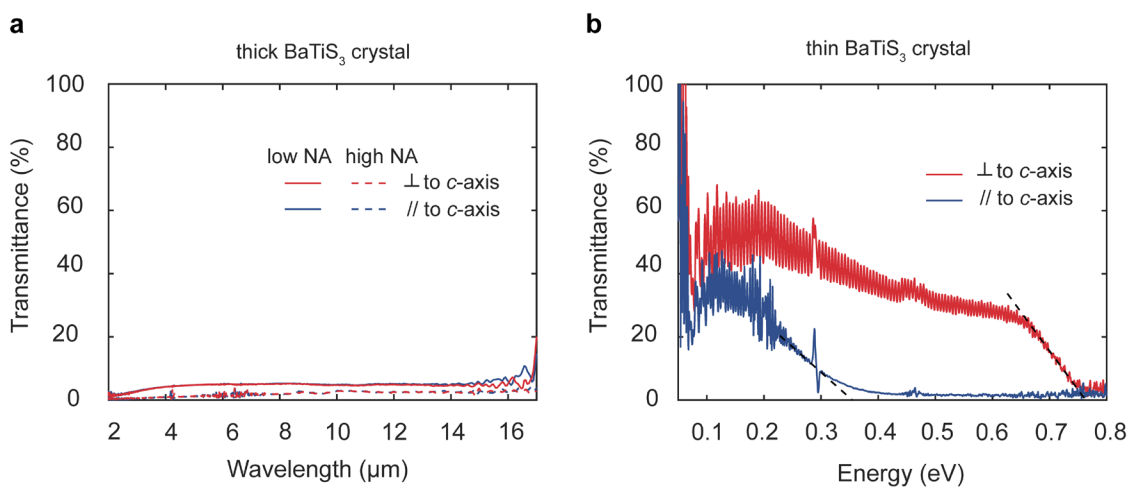 a
thick BaTiS₃ crystal
100
80
60
40
20
0
Transmittance (%)
low NA high NA
⊥ to c-axis
// to c-axis
2 4 6 8 10 12 14 16
Wavelength (µm)
b
thin BaTiS₃ crystal
100
80
60
40
20
0
Transmittance (%)
⊥ to c-axis
// to c-axis
0.1 0.2 0.3 0.4 0.5 0.6 0.7 0.8
Energy (eV)